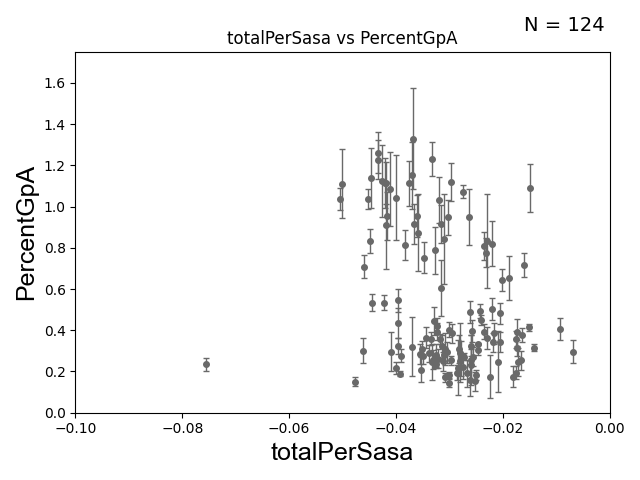 N = 124
totalPerSasa vs PercentGpA
PercentGpA
1.6
1.4
1.2
1.0
0.8
0.6
0.4
0.2
0.0
−0.10 −0.08 −0.06 −0.04 −0.02 0.00
totalPerSasa